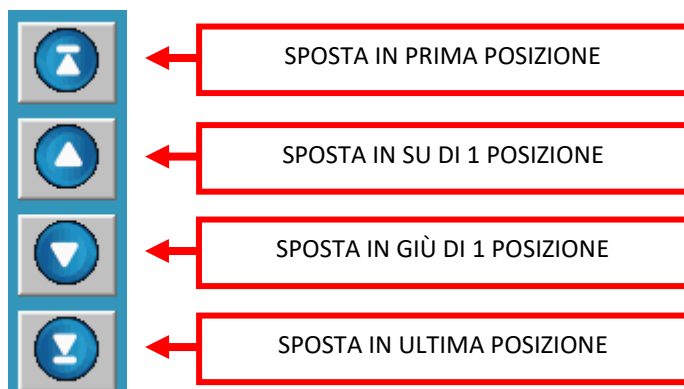 SPOSTA IN PRIMA POSIZIONE
SPOSTA IN SU DI 1 POSIZIONE
SPOSTA IN GIÙ DI 1 POSIZIONE
SPOSTA IN ULTIMA POSIZIONE